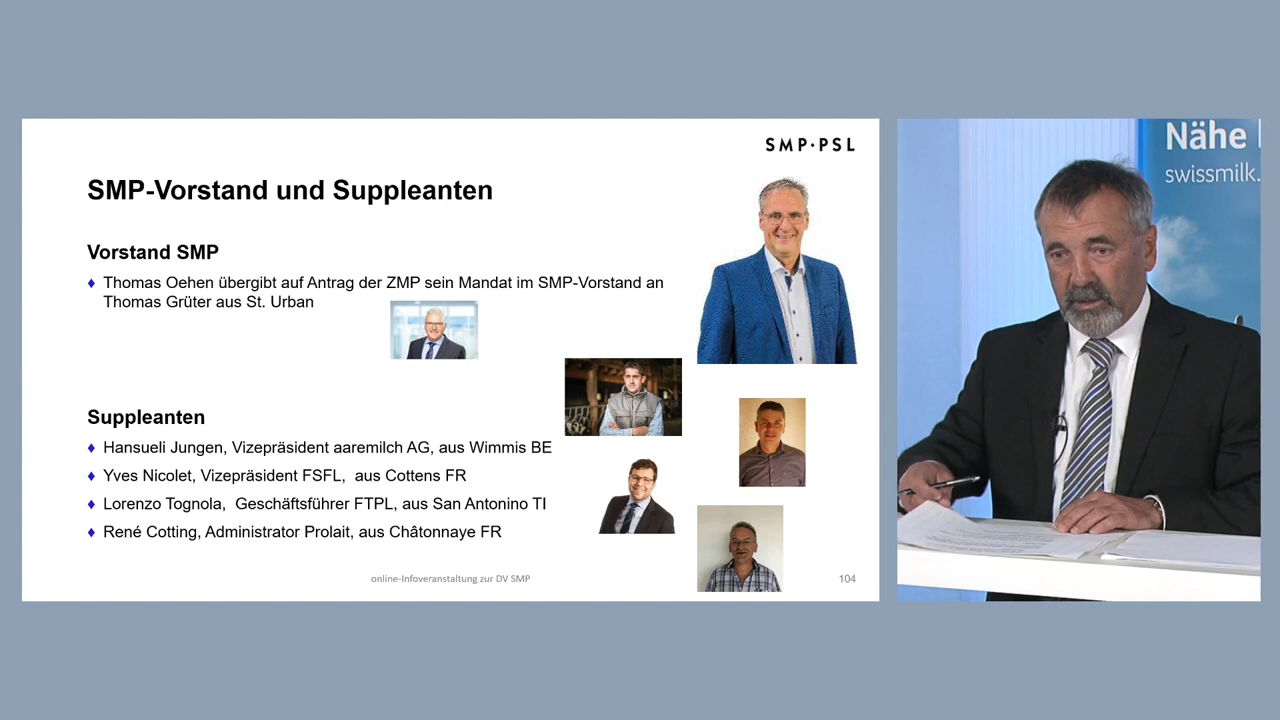 SMP·PSL
SMP-Vorstand und Suppleanten
Vorstand SMP
♦ Thomas Oehen übergibt auf Antrag der ZMP sein Mandat im SMP-Vorstand an
Thomas Grüter aus St. Urban
Suppleanten
♦ Hansueli Jungen, Vizepräsident aaremilch AG, aus Wimmis BE
♦ Yves Nicolet, Vizepräsident FSFL, aus Cottens FR
♦ Lorenzo Tognola, Geschäftsführer FTPL, aus San Antonino TI
♦ René Cotting, Administrator Prolait, aus Châtonnaye FR
online-Infoveranstaltung zur DV SMP
104
Nähe
swissmilk.